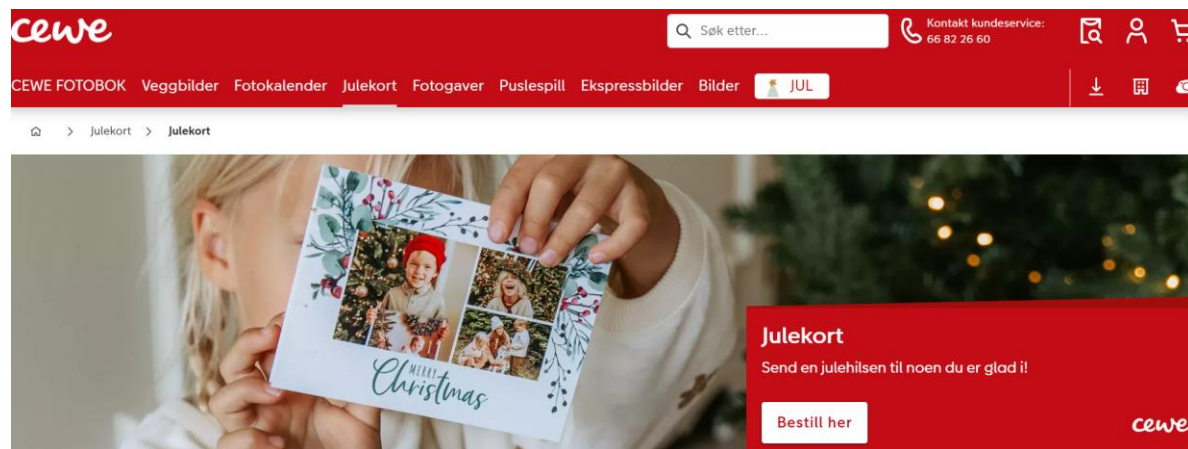 cewe
Søk etter...
Kontakt kundeservice:
66 82 26 60
CEWE FOTOBOK Veggbilder Fotokalender Julekort Fotogaver Puslespill Ekspressbilder Bilder JUL
Julekort > Julekort
MERRY
Christmas
Julekort
Send en julehilsen til noen du er glad i!
Bestill her
cewe